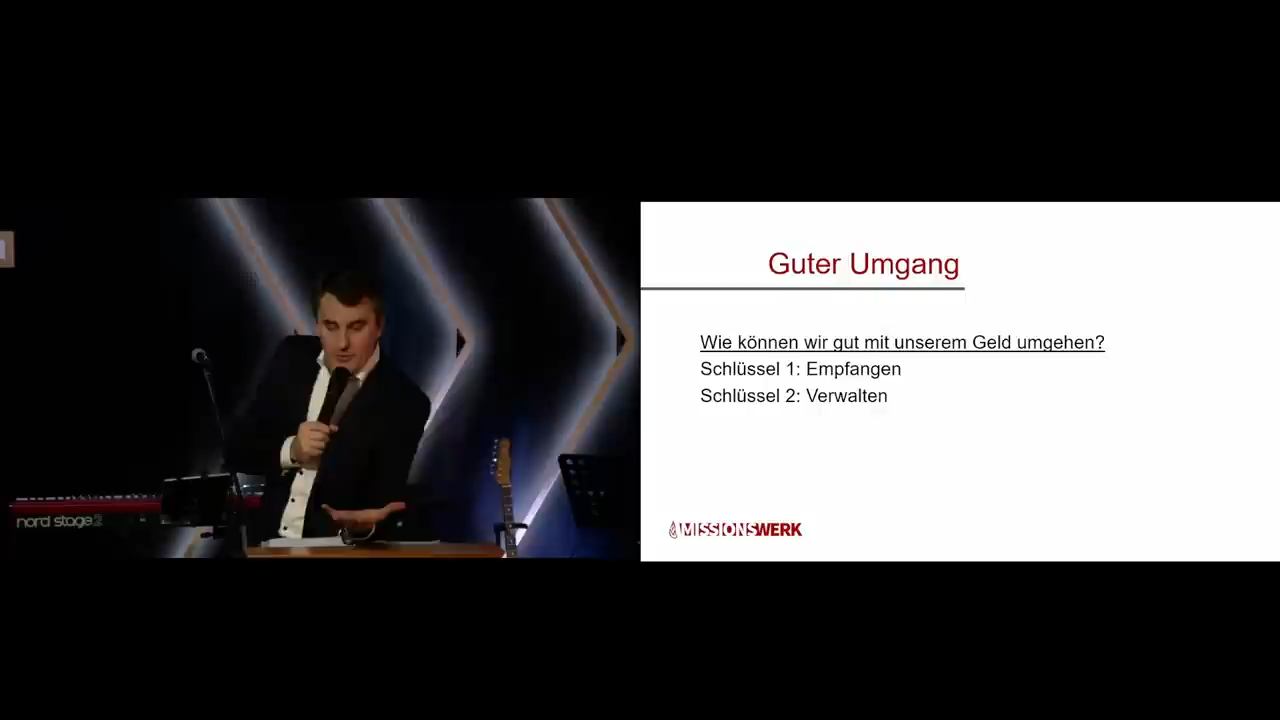 nord stage 2
Guter Umgang
Wie können wir gut mit unserem Geld umgehen?
Schlüssel 1: Empfangen
Schlüssel 2: Verwalten
MISSIONSWERK